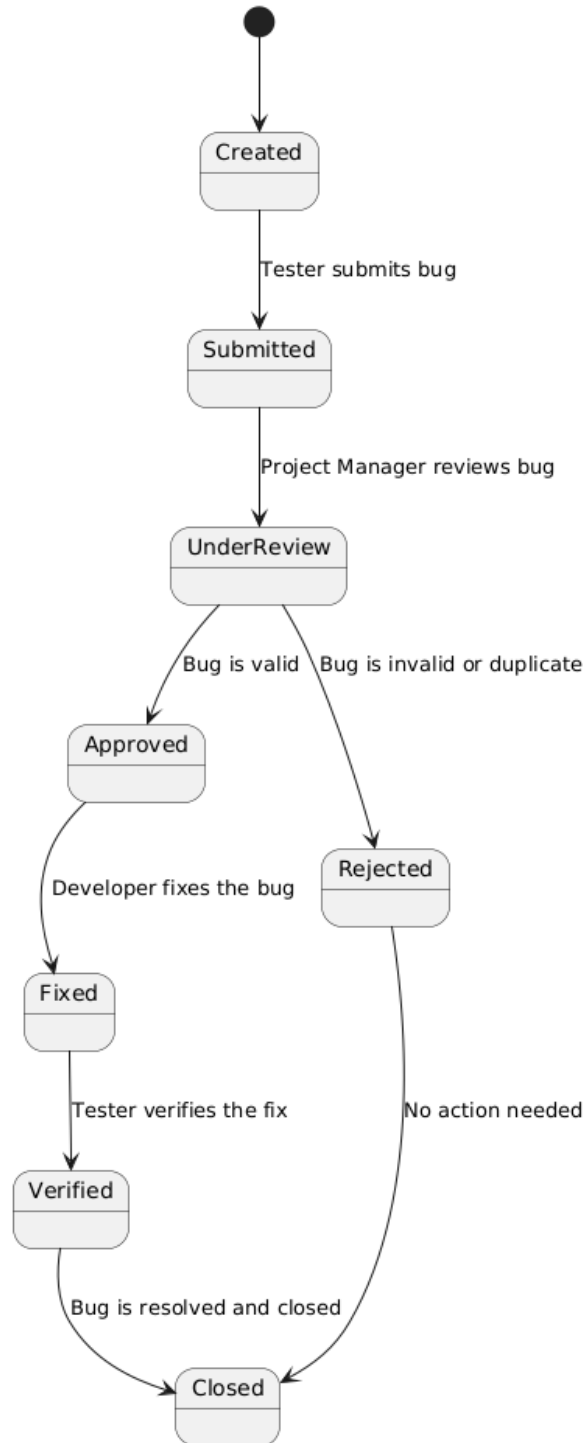 Created
Tester submits bug
Submitted
Project Manager reviews bug
UnderReview
Bug is valid
Bug is invalid or duplicate
Approved
Rejected
Developer fixes the bug
Fixed
Tester verifies the fix
No action needed
Verified
Bug is resolved and closed
Closed